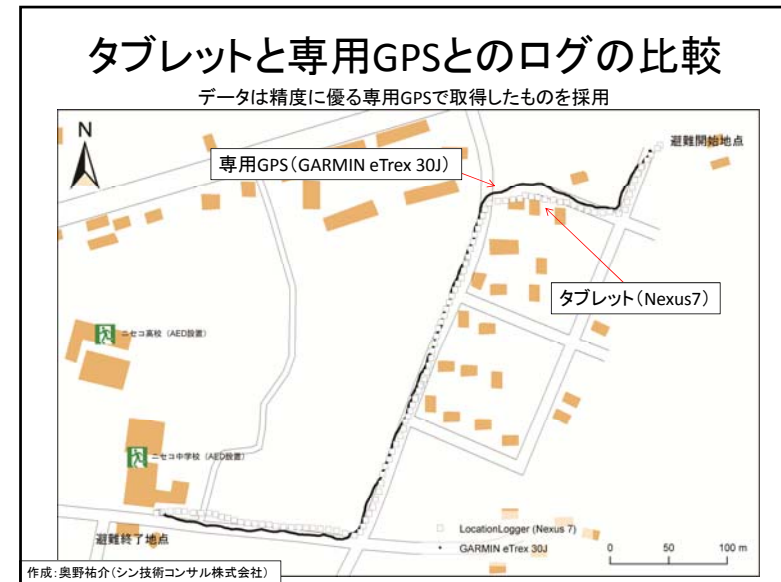 タブレットと専用GPSとのログの比較
データは精度に優る専用GPSで取得したものを採用
N
避難開始地点
専用GPS（GARMIN eTrex 30J）
タブレット（Nexus7）
ニセコ高校（AED設置）
ニセコ中学校（AED設置）
避難終了地点
LocationLogger (Nexus 7)
GARMIN eTrex 30J
0 50 100 m
作成：奥野祐介（シン技術コンサル株式会社）